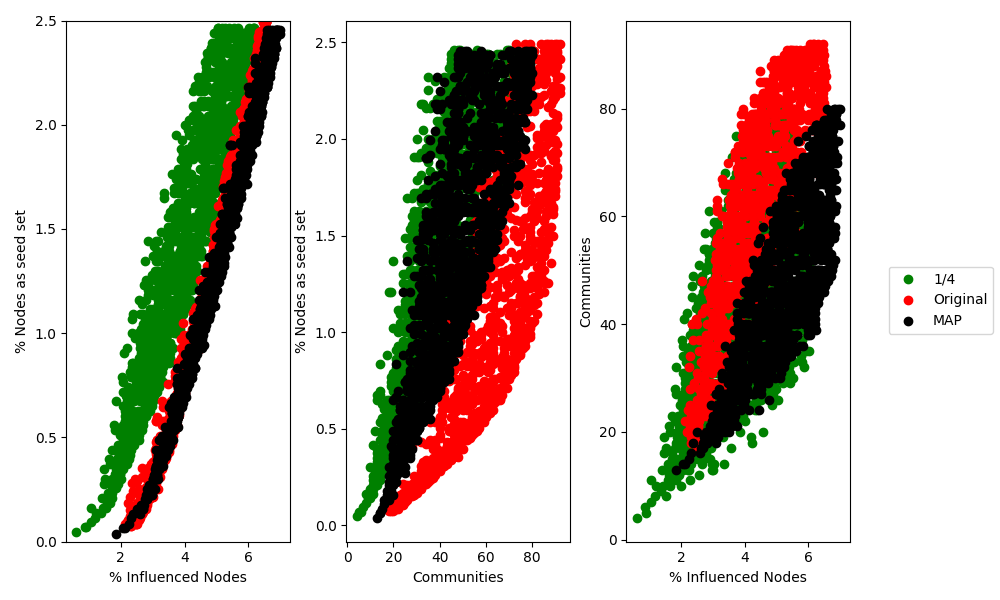 2.5
2.0
1.5
1.0
0.5
0.0
% Nodes as seed set
2 4 6
% Influenced Nodes
2.5
2.0
1.5
1.0
0.5
0.0
% Nodes as seed set
0 20 40 60 80
Communities
80
60
40
20
0
Communities
2 4 6
% Influenced Nodes
1/4
Original
MAP